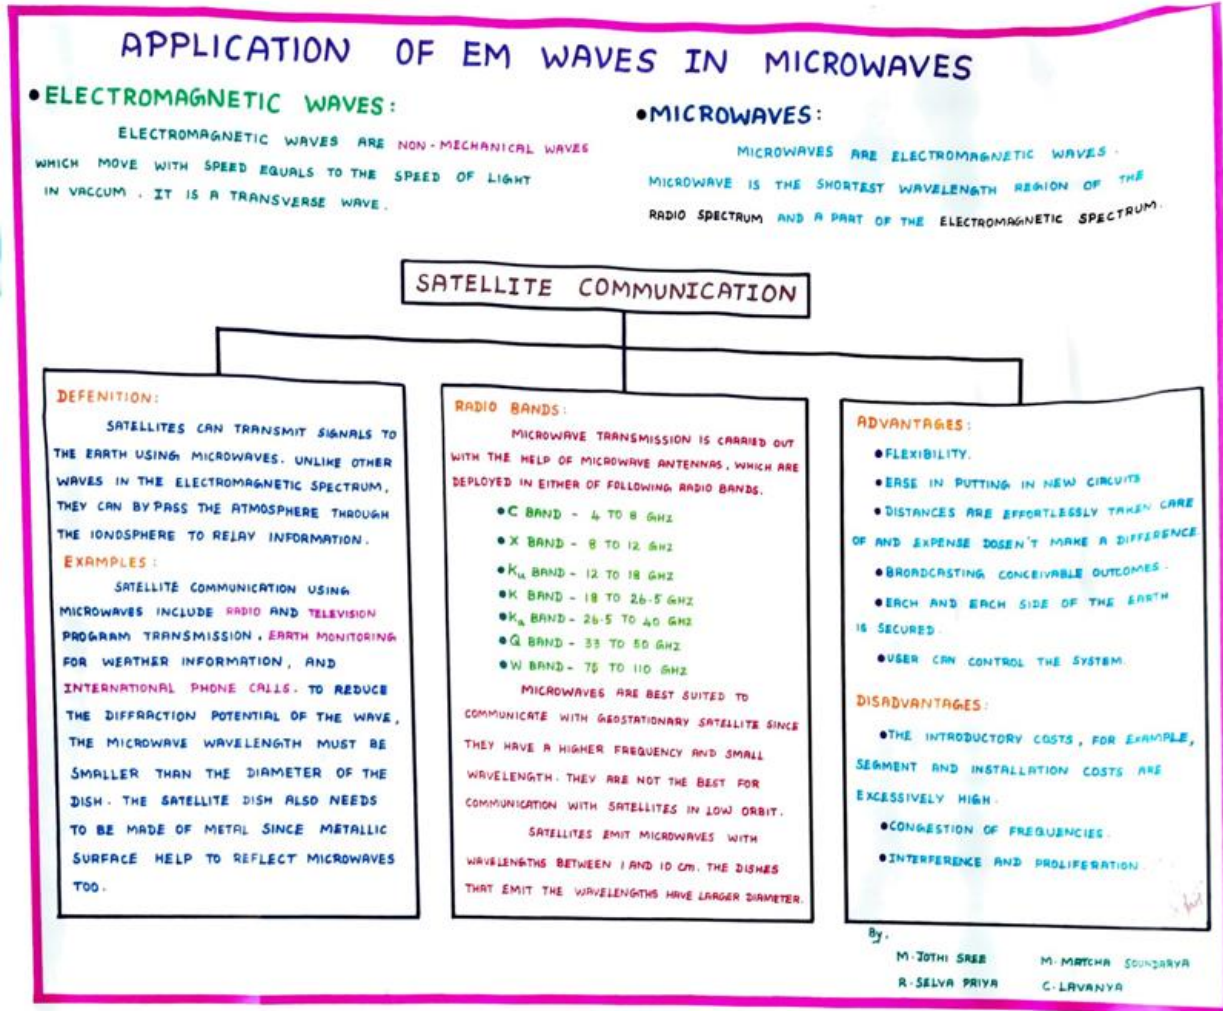 APPLICATION OF EM WAVES IN MICROWAVES
•ELECTROMAGNETIC WAVES:
ELECTROMAGNETIC WAVES ARE NON-MECHANICAL WAVES
WHICH MOVE WITH SPEED EQUALS TO THE SPEED OF LIGHT
IN VACCUM. IT IS A TRANSVERSE WAVE.
•MICROWAVES:
MICROWAVES ARE ELECTROMAGNETIC WAVES.
MICROWAVE IS THE SHORTEST WAVELENGTH REGION OF THE
RADIO SPECTRUM AND A PART OF THE ELECTROMAGNETIC SPECTRUM.
SATELLITE COMMUNICATION
DEFENITION:
SATELLITES CAN TRANSMIT SIGNALS TO
THE EARTH USING MICROWAVES. UNLIKE OTHER
WAVES IN THE ELECTROMAGNETIC SPECTRUM,
THEY CAN BY PASS THE ATMOSPHERE THROUGH
THE IONOSPHERE TO RELAY INFORMATION.
EXAMPLES:
SATELLITE COMMUNICATION USING
MICROWAVES INCLUDE RADIO AND TELEVISION
PROGRAM TRANSMISSION, EARTH MONITORING
FOR WEATHER INFORMATION, AND
INTERNATIONAL PHONE CALLS. TO REDUCE
THE DIFFRACTION POTENTIAL OF THE WAVE,
THE MICROWAVE WAVELENGTH MUST BE
SMALLER THAN THE DIAMETER OF THE
DISH. THE SATELLITE DISH ALSO NEEDS
TO BE MADE OF METAL SINCE METALLIC
SURFACE HELP TO REFLECT MICROWAVES
TOO.
RADIO BANDS:
MICROWAVE TRANSMISSION IS CARRIED OUT
WITH THE HELP OF MICROWAVE ANTENNAS, WHICH ARE
DEPLOYED IN EITHER OF FOLLOWING RADIO BANDS.
•C BAND - 4 TO 8 GHZ
•X BAND - 8 TO 12 GHZ
•Ku BAND - 12 TO 18 GHZ
•K BAND - 18 TO 26.5 GHZ
•Ka BAND - 26.5 TO 40 GHZ
•Q BAND - 33 TO 50 GHZ
•W BAND - 75 TO 110 GHZ
MICROWAVES ARE BEST SUITED TO
COMMUNICATE WITH GEOSTATIONARY SATELLITE SINCE
THEY HAVE A HIGHER FREQUENCY AND SMALL
WAVELENGTH. THEY ARE NOT THE BEST FOR
COMMUNICATION WITH SATELLITES IN LOW ORBIT.
SATELLITES EMIT MICROWAVES WITH
WAVELENGTHS BETWEEN 1 AND 10 cm. THE DISHES
THAT EMIT THE WAVELENGTHS HAVE LARGER DIAMETER.
ADVANTAGES:
•FLEXIBILITY.
•EASE IN PUTTING IN NEW CIRCUITS
•DISTANCES ARE EFFORTLESSLY TAKEN CARE
OF AND EXPENSE DOSEN'T MAKE A DIFFERENCE
•BROADCASTING CONCEIVABLE OUTCOMES.
•EACH AND EACH SIDE OF THE EARTH
IS SECURED.
•USER CAN CONTROL THE SYSTEM.
DISADVANTAGES:
•THE INTRODUCTORY COSTS, FOR EXAMPLE,
SEGMENT AND INSTALLATION COSTS ARE
EXCESSIVELY HIGH.
•CONGESTION OF FREQUENCIES.
•INTERFERENCE AND PROLIFERATION.
By,
M.JOTHI SREE M.MATCHA SOUNDARYA
R.SELVA PRIYA C.LAVANYA